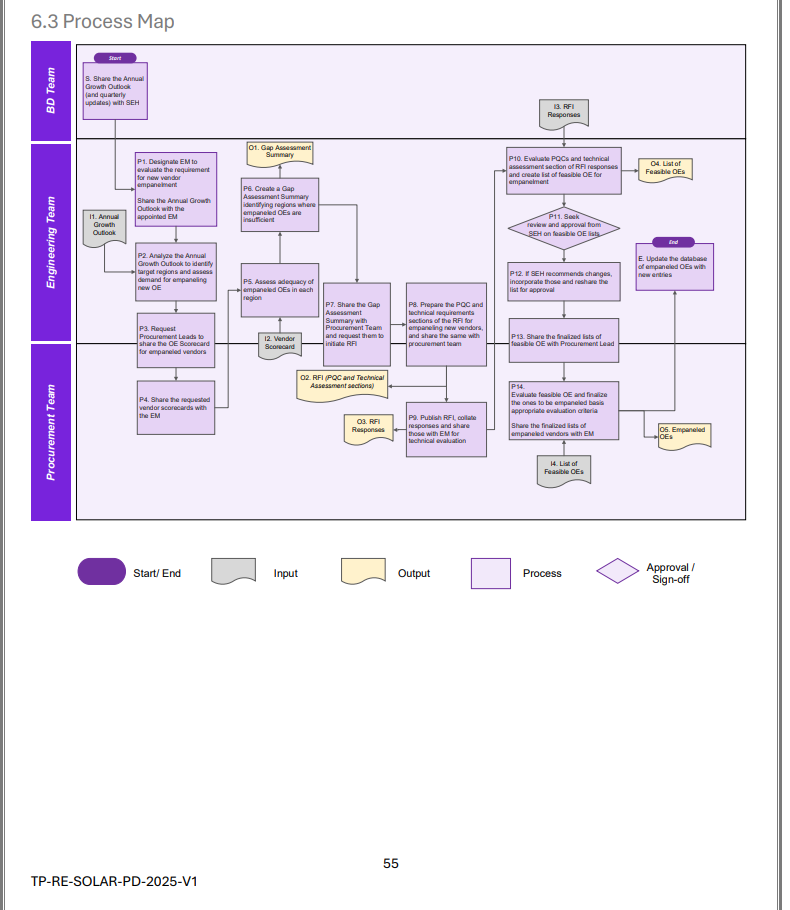 6.3 Process Map
BD Team
Start
S. Share the Annual
Growth Outlook
(and quarterly
updates) with SEH
I3. RFI
Responses
Engineering Team
P1. Designate EM to
evaluate the requirement
for new vendor
empanelment
Share the Annual Growth
Outlook with the
appointed EM
I1. Annual
Growth
Outlook
P2. Analyze the Annual
Growth Outlook to identify
target regions and assess
demand for empaneling
new OE
P3. Request
Procurement Leads to
share the OE Scorecard
for empaneled vendors
O1. Gap Assessment
Summary
P6. Create a Gap
Assessment Summary
identifying regions where
empaneled OEs are
insufficient
P5. Assess adequacy of
empaneled OEs in each
region
I2. Vendor
Scorecard
P7. Share the Gap
Assessment
Summary with
Procurement Team
and request them to
initiate RFI
P8. Prepare the PQC and
technical requirements
sections of the RFI for
empaneling new vendors,
and share the same with
procurement team
P10. Evaluate PQCs and technical
assessment section of RFI responses
and create list of feasible OE for
empanelment
O4. List of
Feasible OEs
P11. Seek
review and approval from
SEH on feasible OE lists
P12. If SEH recommends changes,
incorporate those and reshare the
list for approval
P13. Share the finalized lists of
feasible OE with Procurement Lead
End
E. Update the database
of empaneled OEs with
new entries
Procurement Team
P4. Share the requested
vendor scorecards with
the EM
O2. RFI (PQC and Technical
Assessment sections)
O3. RFI
Responses
P9. Publish RFI, collate
responses and share
those with EM for
technical evaluation
P14.
Evaluate feasible OE and finalize
the ones to be empaneled basis
appropriate evaluation criteria
Share the finalized lists of
empaneled vendors with EM
O5. Empaneled
OEs
I4. List of
Feasible OEs
Start/ End
Input
Output
Process
Approval /
Sign-off
55
TP-RE-SOLAR-PD-2025-V1